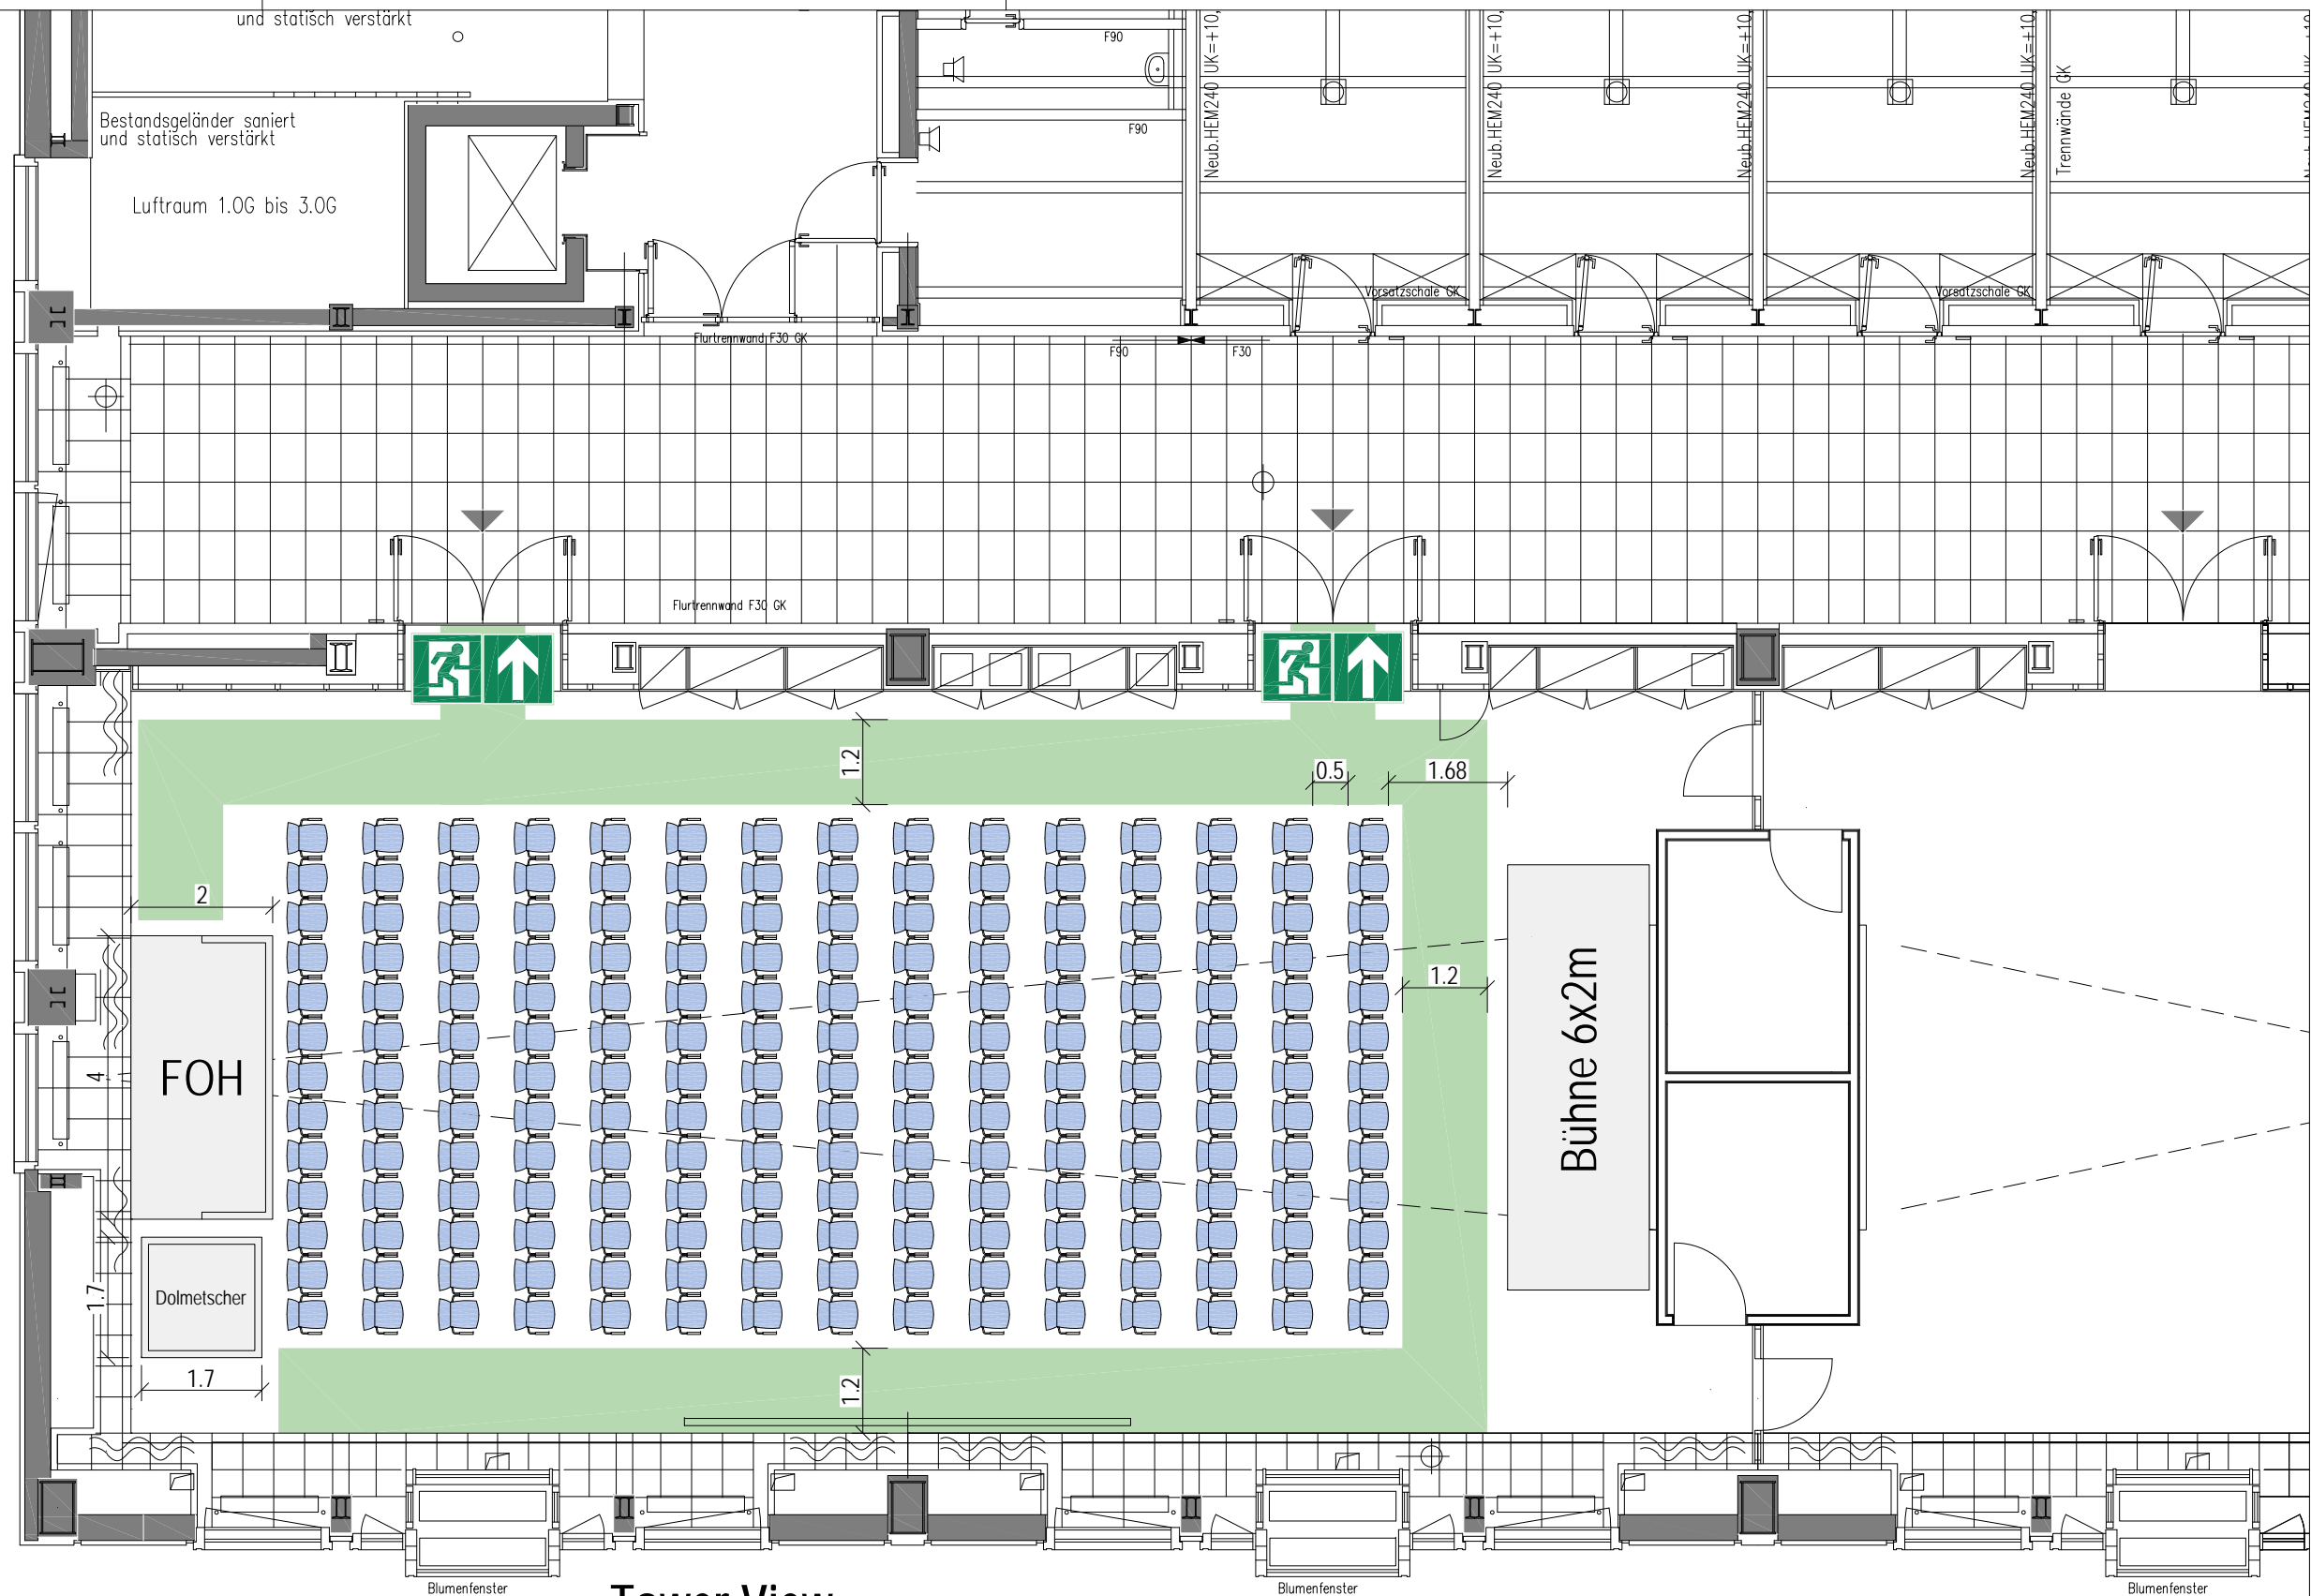 und statisch verstärkt
F90
Neub.HEM240 UK=+10,
Neub.HEM240 UK=+10,
Neub.HEM240 UK=+10,
Neub.HEM240 UK=+10,
Trennwände GK
Bestandsgeländer saniert
und statisch verstärkt
F90
Luftraum 1.OG bis 3.OG
Vorsatzschale GK
Vorsatzschale GK
Flurtrennwand F30 GK
F90
F30
Flurtrennwand F30 GK
1.2
0.5
1.68
2
1.2
FOH
4
Bühne 6x2m
Dolmetscher
1.7
1.7
1.2
Blumenfenster
Tower View
Blumenfenster
Blumenfenster